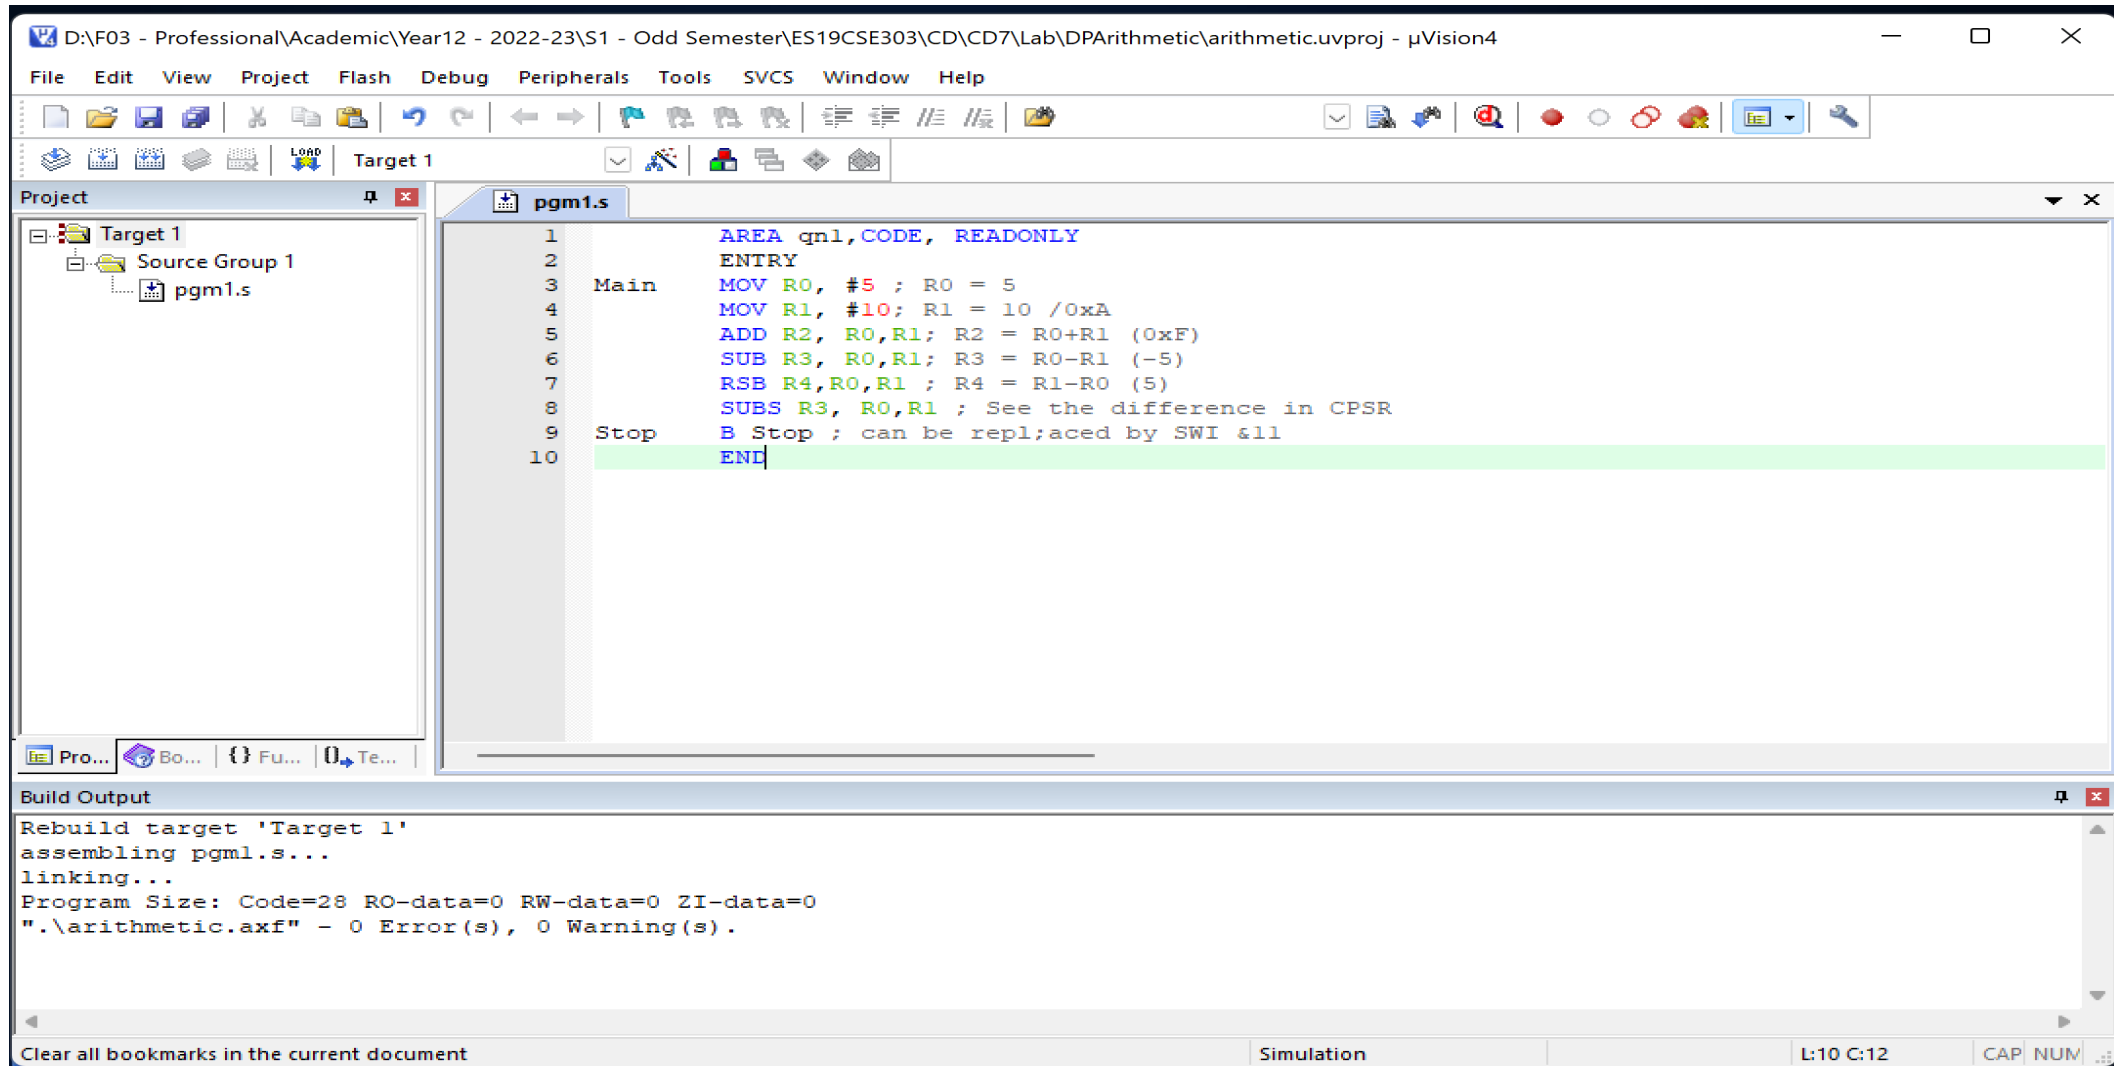 D:\F03 - Professional\Academic\Year12 - 2022-23\S1 - Odd Semester\ES19CSE303\CD\CD7\Lab\DPArithmetic\arithmetic.uvproj - µVision4
File Edit View Project Flash Debug Peripherals Tools SVCS Window Help
LOAD Target 1
Project
pgm1.s
Target 1
Source Group 1
pgm1.s
1 AREA qn1,CODE, READONLY
2 ENTRY
3 Main MOV R0, #5 ; R0 = 5
4 MOV R1, #10; R1 = 10 /0xA
5 ADD R2, R0,R1; R2 = R0+R1 (0xF)
6 SUB R3, R0,R1; R3 = R0-R1 (-5)
7 RSB R4,R0,R1 ; R4 = R1-R0 (5)
8 SUBS R3, R0,R1 ; See the difference in CPSR
9 Stop B Stop ; can be repl;aced by SWI &11
10 END
Pro... Bo... {} Fu... Te...
Build Output
Rebuild target 'Target 1'
assembling pgm1.s...
linking...
Program Size: Code=28 RO-data=0 RW-data=0 ZI-data=0
".\arithmetic.axf" - 0 Error(s), 0 Warning(s).
Clear all bookmarks in the current document Simulation L:10 C:12 CAP NUM